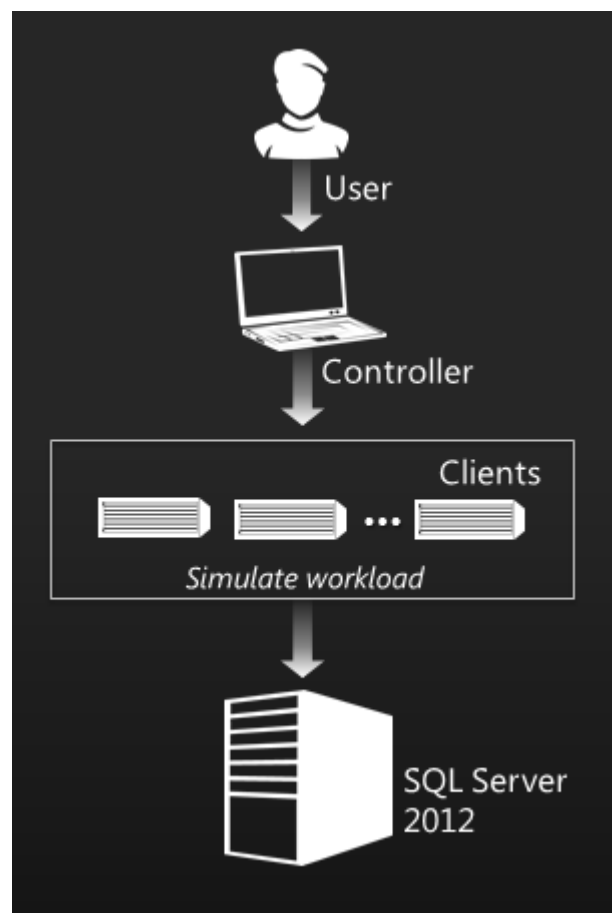 User
Controller
Clients
Simulate workload
SQL Server
2012